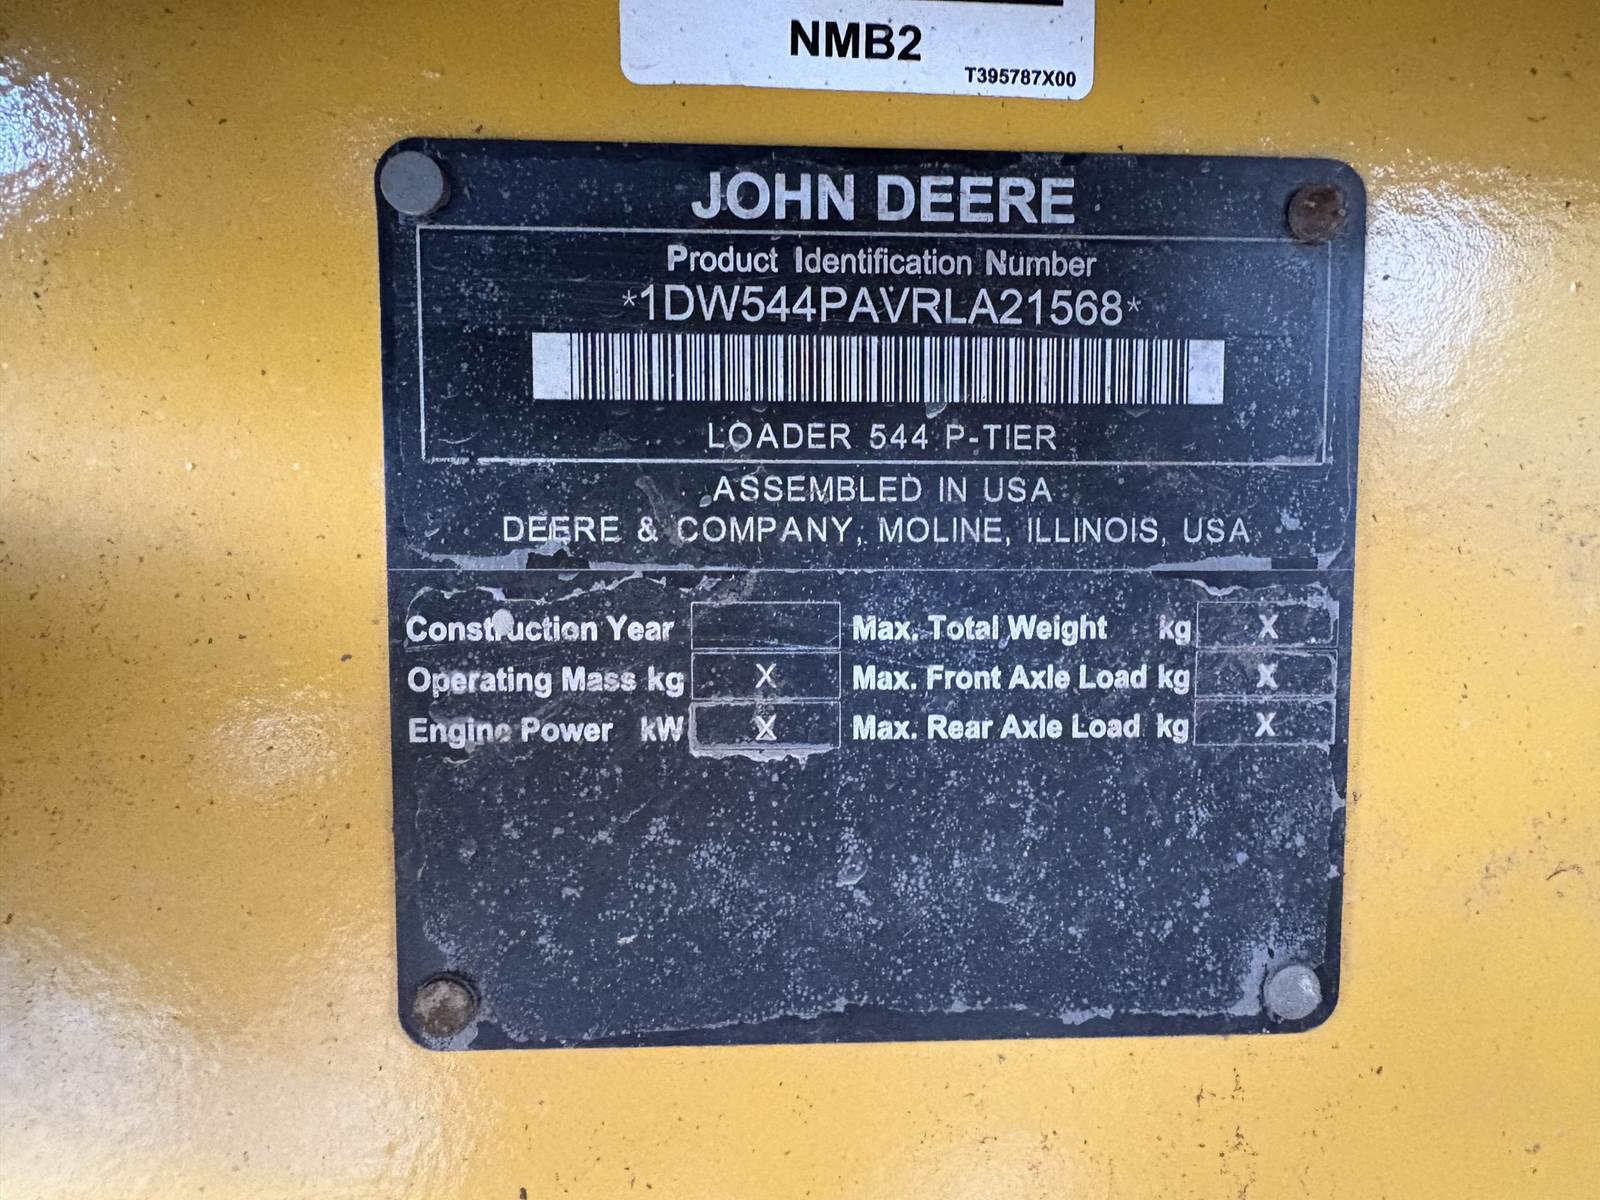 NMB2
T395787X00
JOHN DEERE
Product Identification Number
*1DW544PAVRLA21568*
LOADER 544 P-TIER
ASSEMBLED IN USA
DEERE & COMPANY, MOLINE, ILLINOIS, USA
Construction Year
Max. Total Weight kg X
Operating Mass kg X
Max. Front Axle Load kg X
Engine Power kW X
Max. Rear Axle Load kg X